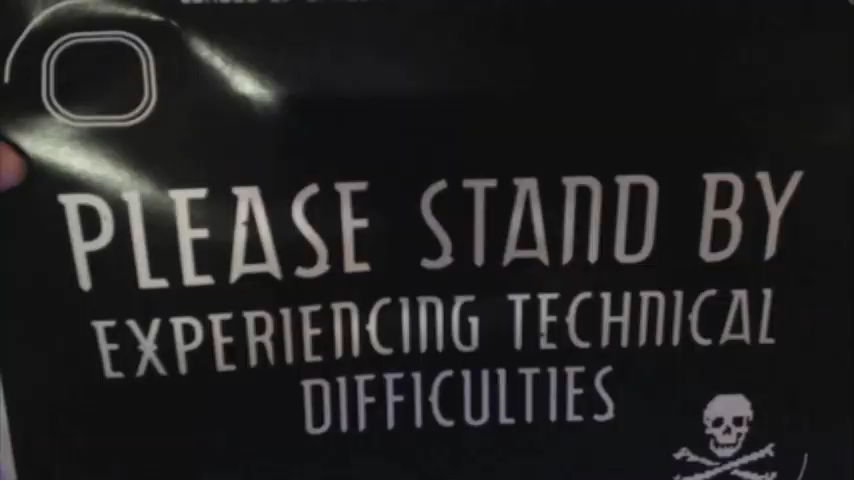 PLEASE STAND BY
EXPERIENCING TECHNICAL
DIFFICULTIES